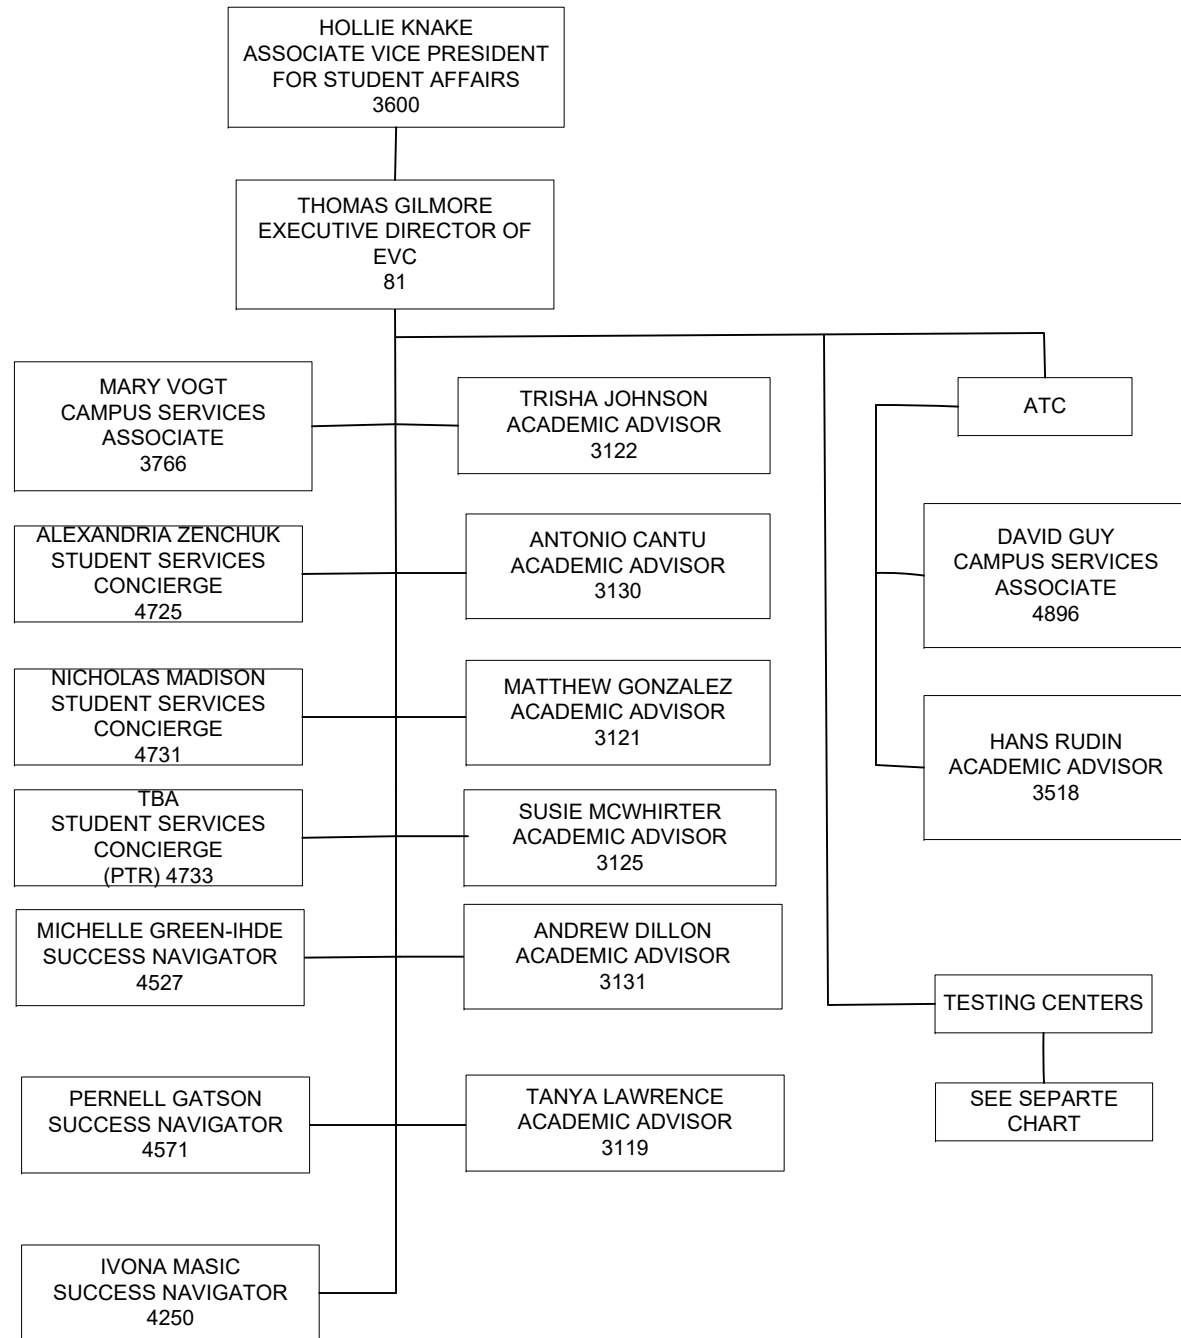 HOLLIE KNAKE
ASSOCIATE VICE PRESIDENT
FOR STUDENT AFFAIRS
3600
THOMAS GILMORE
EXECUTIVE DIRECTOR OF
EVC
81
MARY VOGT
CAMPUS SERVICES
ASSOCIATE
3766
TRISHA JOHNSON
ACADEMIC ADVISOR
3122
ATC
ALEXANDRIA ZENCHUK
STUDENT SERVICES
CONCIERGE
4725
ANTONIO CANTU
ACADEMIC ADVISOR
3130
DAVID GUY
CAMPUS SERVICES
ASSOCIATE
4896
NICHOLAS MADISON
STUDENT SERVICES
CONCIERGE
4731
MATTHEW GONZALEZ
ACADEMIC ADVISOR
3121
HANS RUDIN
ACADEMIC ADVISOR
3518
TBA
STUDENT SERVICES
CONCIERGE
(PTR) 4733
SUSIE MCWHIRTER
ACADEMIC ADVISOR
3125
MICHELLE GREEN-IHDE
SUCCESS NAVIGATOR
4527
ANDREW DILLON
ACADEMIC ADVISOR
3131
TESTING CENTERS
PERNELL GATSON
SUCCESS NAVIGATOR
4571
TANYA LAWRENCE
ACADEMIC ADVISOR
3119
SEE SEPARTE
CHART
IVONA MASIC
SUCCESS NAVIGATOR
4250